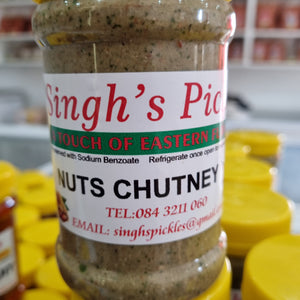 Singh's Pic
TOUCH OF EASTERN
served with Sodium Benzoate Refrigerate once open
NUTS CHUTNEY
TEL:084 3211 060
EMAIL: singhspickles@gmail